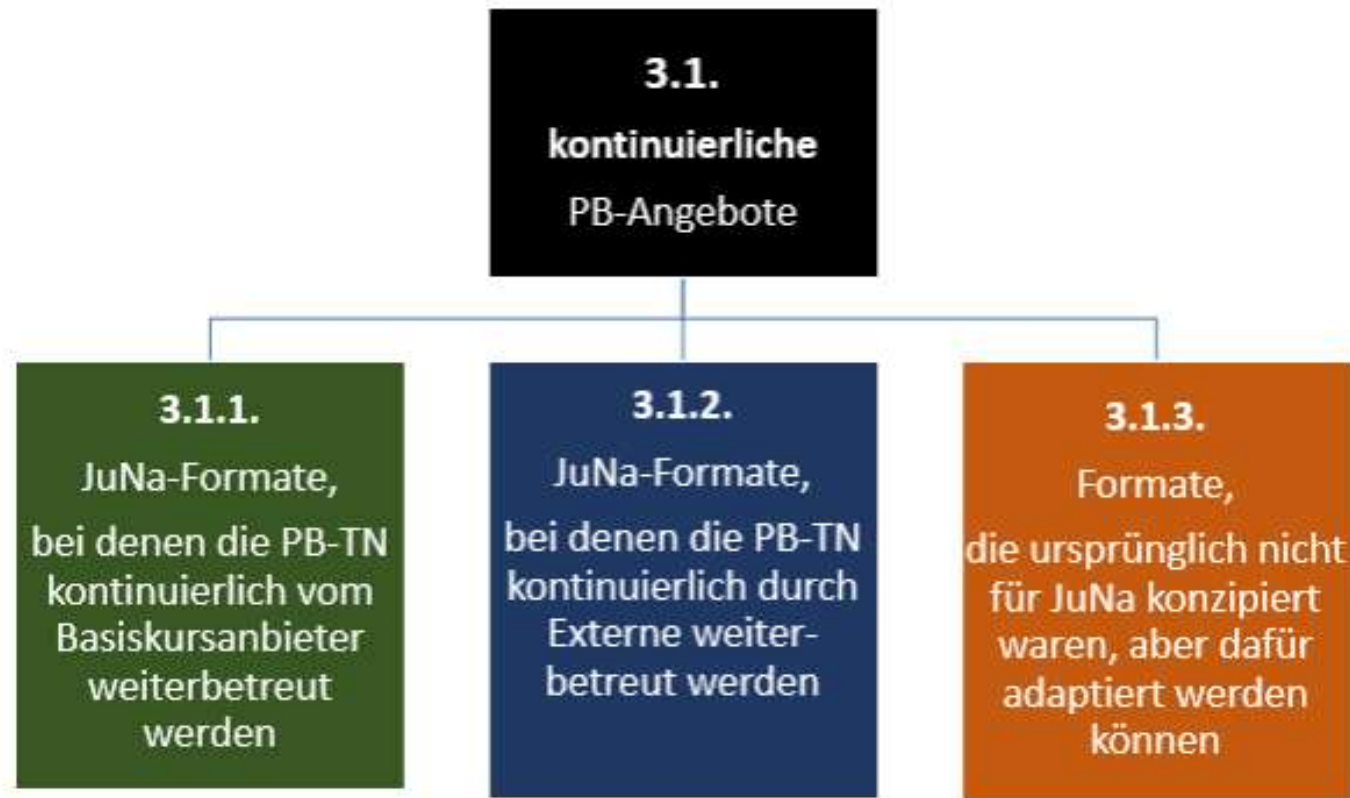 3.1.
kontinuierliche
PB-Angebote
3.1.1.
JuNa-Formate,
bei denen die PB-TN
kontinuierlich vom
Basiskursanbieter
weiterbetreut
werden
3.1.2.
JuNa-Formate,
bei denen die PB-TN
kontinuierlich durch
Externe weiter-
betreut werden
3.1.3.
Formate,
die ursprünglich nicht
für JuNa konzipiert
waren, aber dafür
adaptiert werden
können